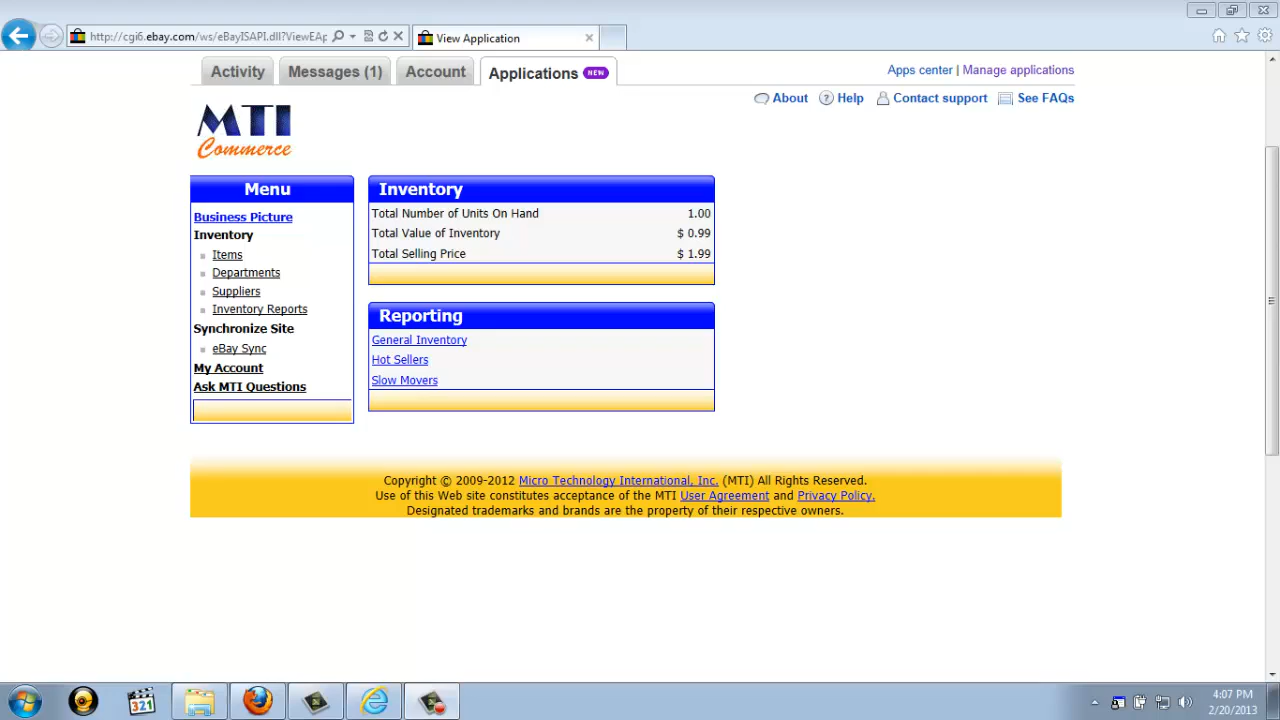 http://cgi6.ebay.com/ws/eBayISAPI.dll?ViewEAp
View Application
Activity
Messages (1)
Account
Applications NEW
Apps center | Manage applications
About
Help
Contact support
See FAQs
MTI
Commerce
Menu
Business Picture
Inventory
Items
Departments
Suppliers
Inventory Reports
Synchronize Site
eBay Sync
My Account
Ask MTI Questions
Inventory
Total Number of Units On Hand 1.00
Total Value of Inventory $ 0.99
Total Selling Price $ 1.99
Reporting
General Inventory
Hot Sellers
Slow Movers
Copyright © 2009-2012 Micro Technology International, Inc. (MTI) All Rights Reserved.
Use of this Web site constitutes acceptance of the MTI User Agreement and Privacy Policy.
Designated trademarks and brands are the property of their respective owners.
321
4:07 PM
2/20/2013